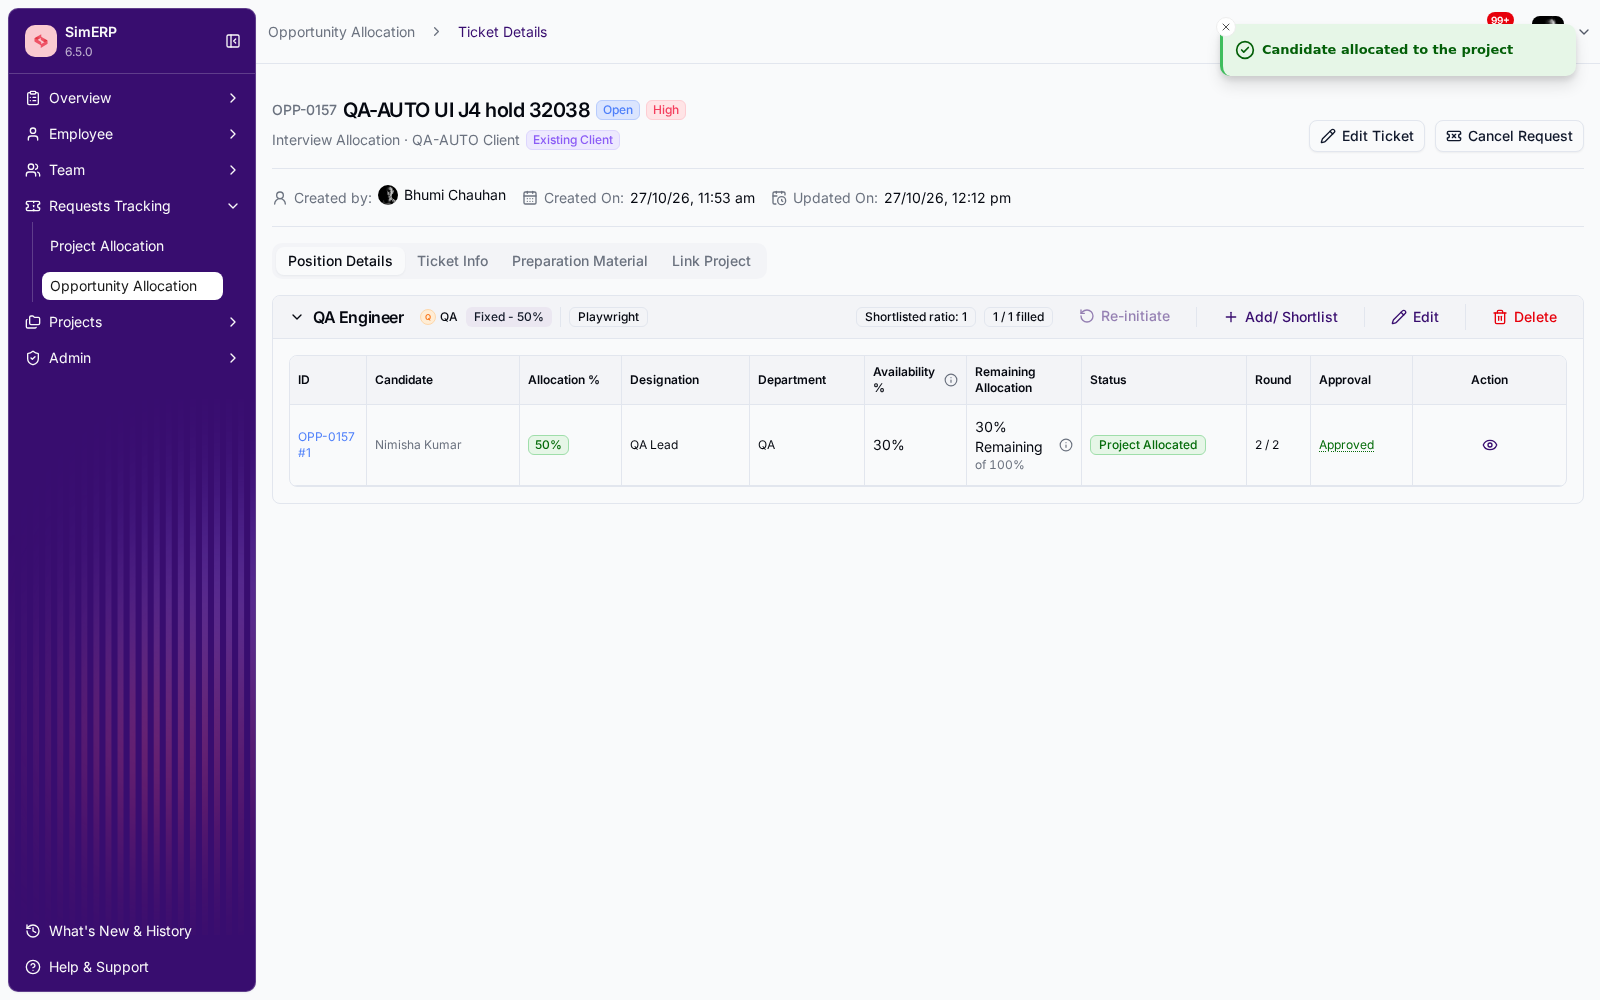 SimERP
6.5.0
Overview
Employee
Team
Requests Tracking
Project Allocation
Opportunity Allocation
Projects
Admin
What's New & History
Help & Support
Opportunity Allocation > Ticket Details
99+
Candidate allocated to the project
OPP-0157 QA-AUTO UI J4 hold 32038 Open High
Interview Allocation · QA-AUTO Client Existing Client
Edit Ticket Cancel Request
Created by: Bhumi Chauhan Created On: 27/10/26, 11:53 am Updated On: 27/10/26, 12:12 pm
Position Details Ticket Info Preparation Material Link Project
QA Engineer Q QA Fixed - 50% Playwright Shortlisted ratio: 1 1 / 1 filled Re-initiate Add/ Shortlist Edit Delete
ID Candidate Allocation % Designation Department Availability % Remaining Allocation Status Round Approval Action
OPP-0157 #1 Nimisha Kumar 50% QA Lead QA 30% 30% Remaining of 100% Project Allocated 2 / 2 Approved